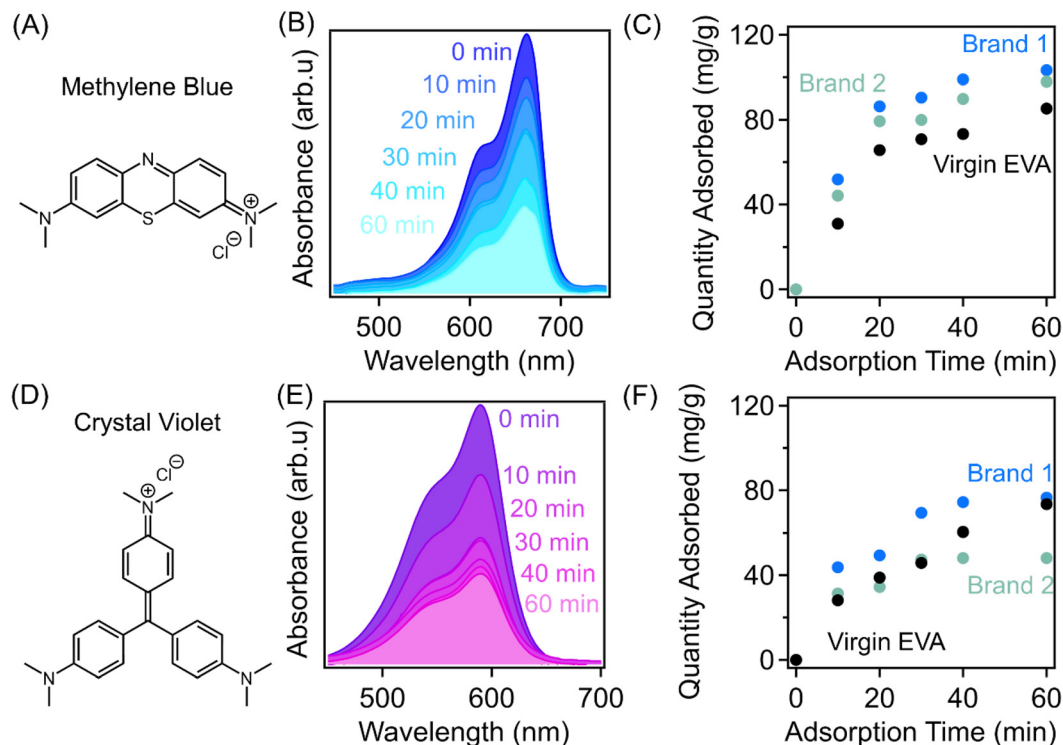 (A)
Methylene Blue
N
N
S
N
⊕
Cl⊖
(B)
Absorbance (arb.u)
0 min
10 min
20 min
30 min
40 min
60 min
500
600
700
Wavelength (nm)
(C)
Quantity Adsorbed (mg/g)
120
80
40
0
Brand 1
Brand 2
Virgin EVA
0
20
40
60
Adsorption Time (min)
(D)
Crystal Violet
Cl⊖
⊕
N
N
N
(E)
Absorbance (arb.u)
0 min
10 min
20 min
30 min
40 min
60 min
500
600
700
Wavelength (nm)
(F)
Quantity Adsorbed (mg/g)
120
80
40
0
Brand 1
Brand 2
Virgin EVA
0
20
40
60
Adsorption Time (min)